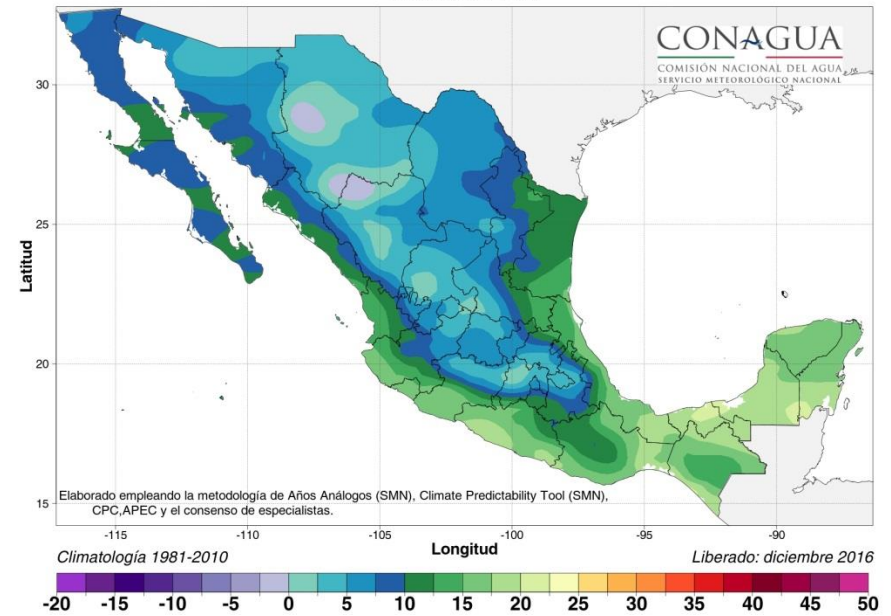 CONAGUA
COMISIÓN NACIONAL DEL AGUA
SERVICIO METEOROLÓGICO NACIONAL
30
25
20
15
Latitud
Elaborado empleando la metodología de Años Análogos (SMN), Climate Predictability Tool (SMN),
CPC,APEC y el consenso de especialistas.
-115 -110 -105 -100 -95 -90
Longitud
Climatología 1981-2010 Liberado: diciembre 2016
-20 -15 -10 -5 0 5 10 15 20 25 30 35 40 45 50